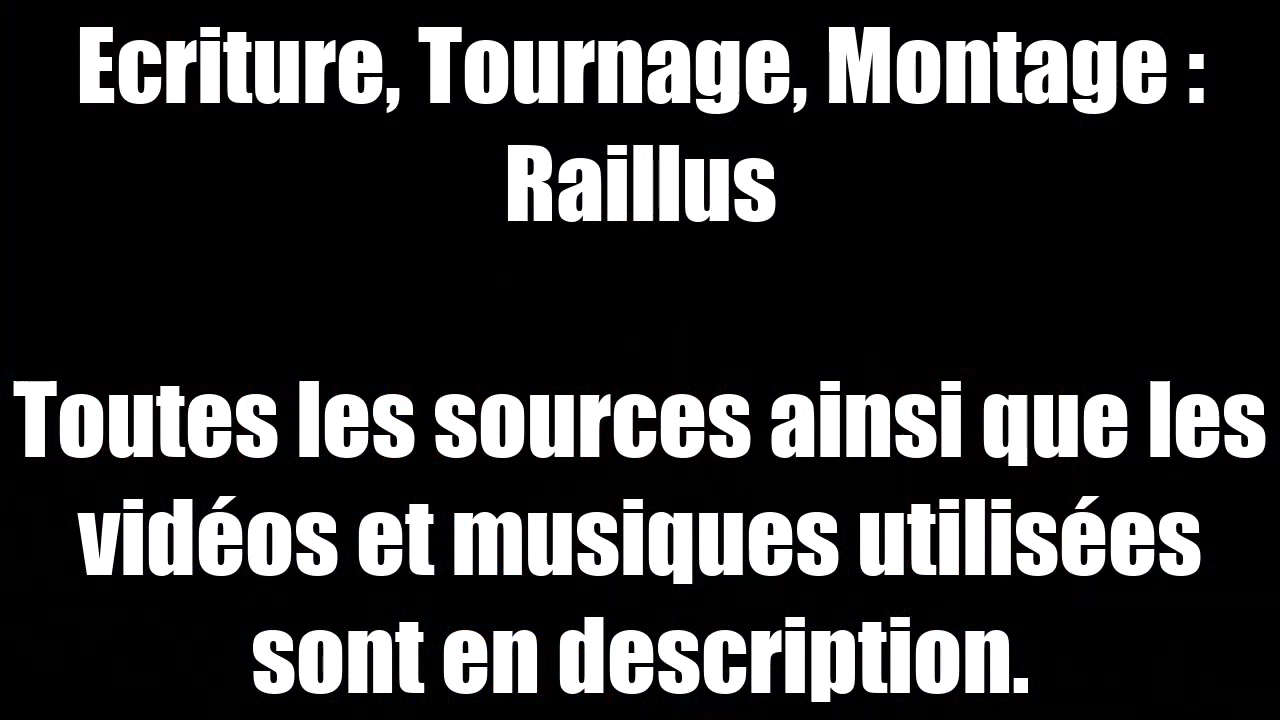 Ecriture, Tournage, Montage :
Raillus
Toutes les sources ainsi que les
vidéos et musiques utilisées
sont en description.